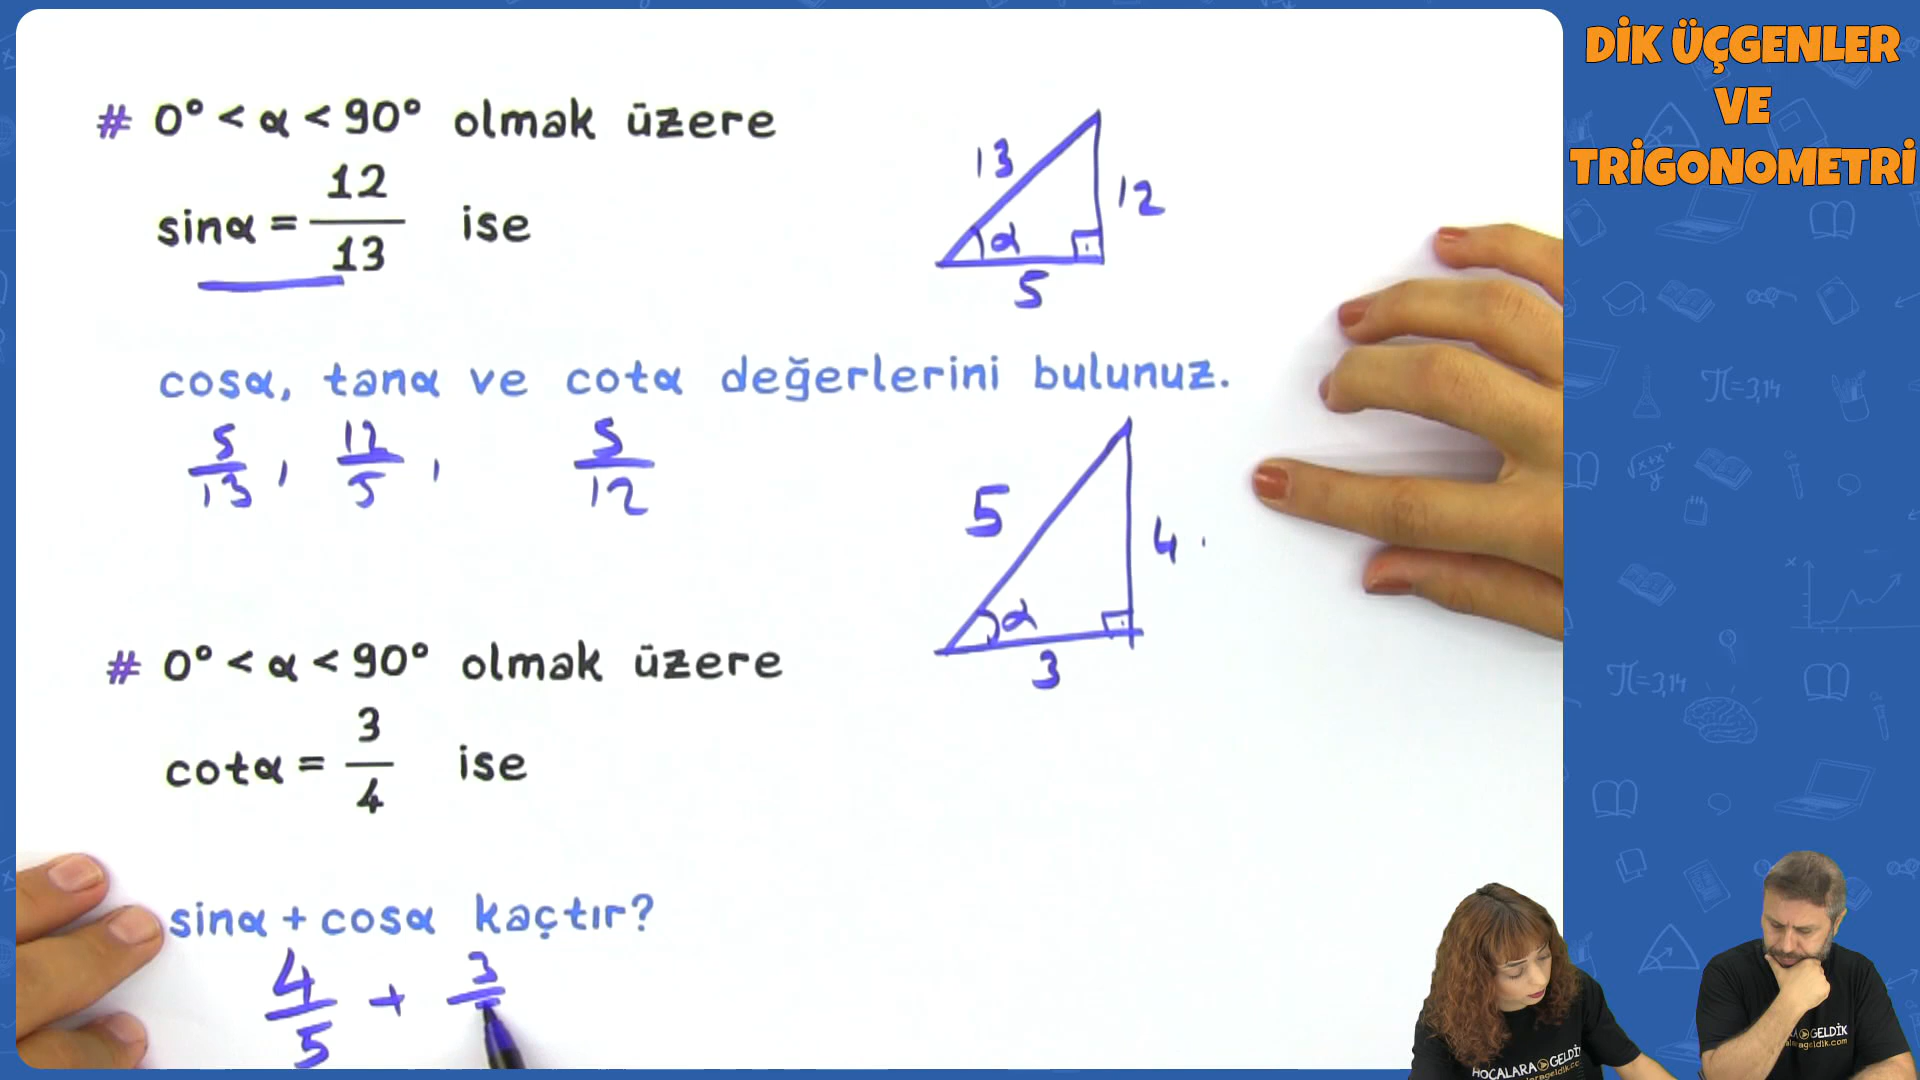 DİK ÜÇGENLER
VE
TRİGONOMETRİ
# 0° < α < 90° olmak üzere
sinα = 12/13 ise
13
12
α
5
cosα, tanα ve cotα değerlerini bulunuz.
5/13 , 12/5 , 5/12
5
4
α
3
# 0° < α < 90° olmak üzere
cotα = 3/4 ise
sinα + cosα kaçtır?
4/5 + 3/
π=3,14
π=3,14
HOCALARA GELDİK
GELDİK